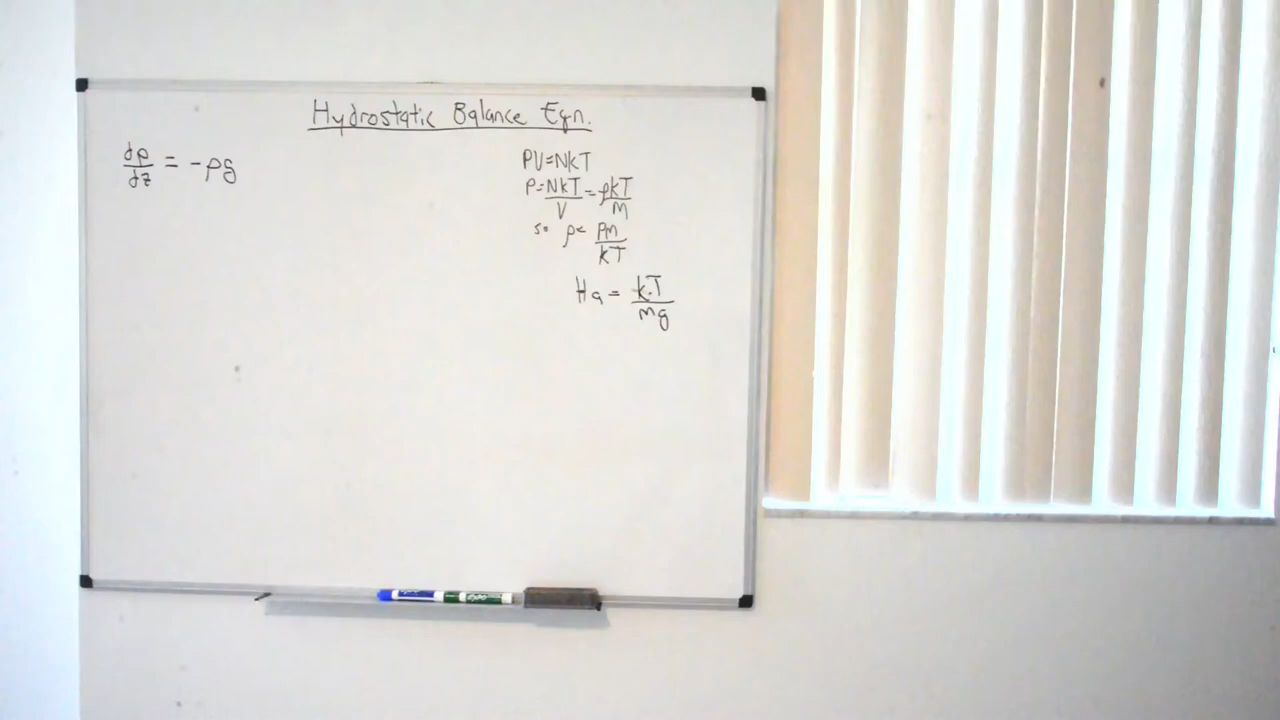 Hydrostatic Balance Eqn.
dp/dz = -ρg
PV=NkT
P=NkT/V=ρkT/m
so ρ= Pm/kT
Ha = kT/mg